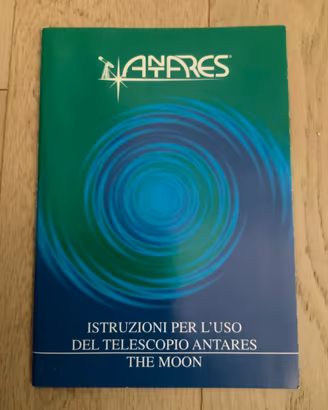 ANTARES®
ISTRUZIONI PER L'USO
DEL TELESCOPIO ANTARES
THE MOON